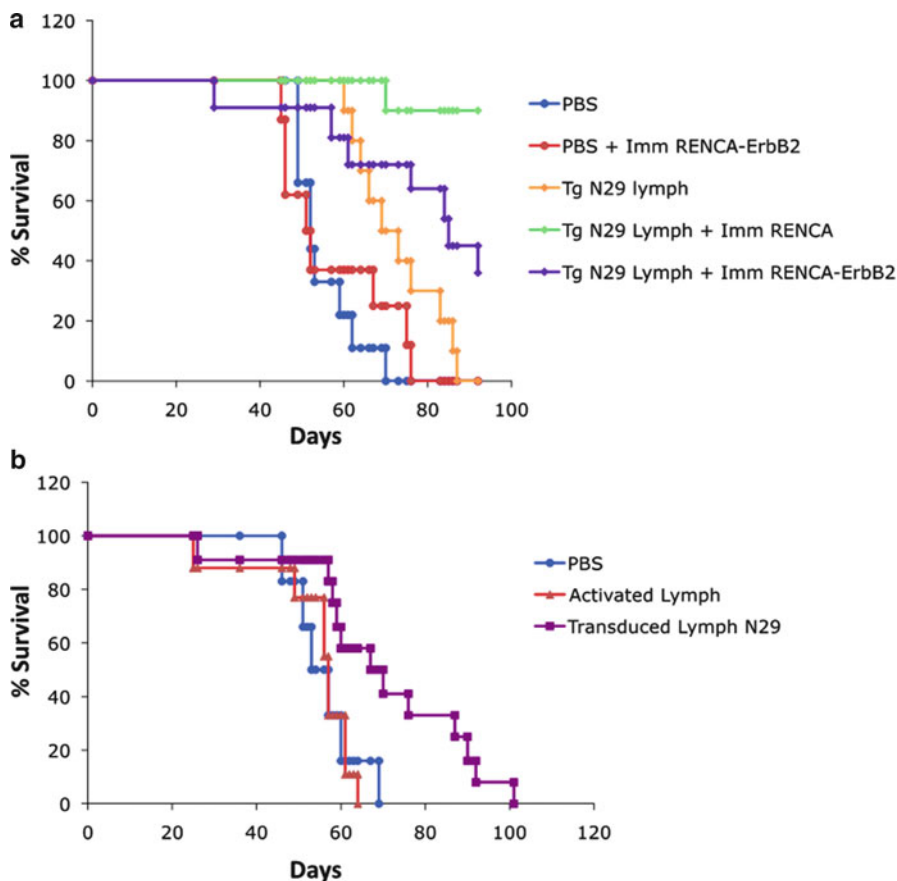 a
120
100
80
60
40
20
0
% Survival
0 20 40 60 80 100
Days
PBS
PBS + Imm RENCA-ErbB2
Tg N29 lymph
Tg N29 Lymph + Imm RENCA
Tg N29 Lymph + Imm RENCA-ErbB2
b
120
100
80
60
40
20
0
% Survival
0 20 40 60 80 100 120
Days
PBS
Activated Lymph
Transduced Lymph N29